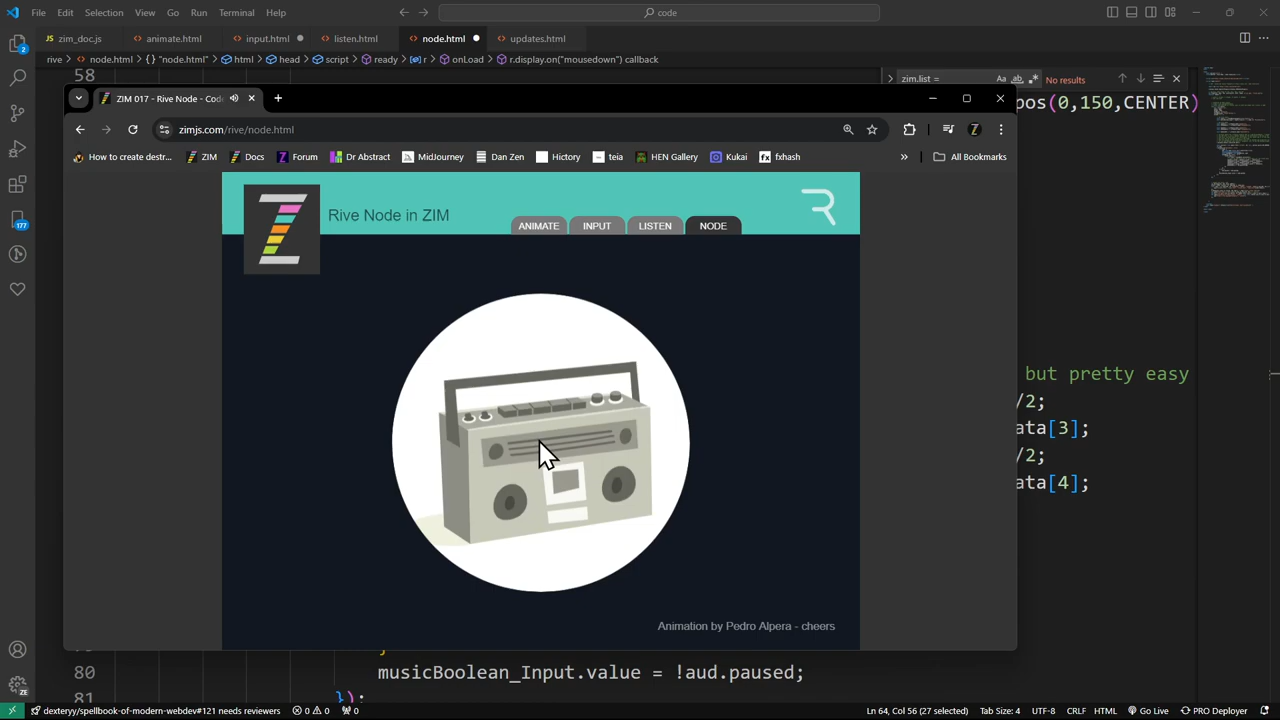 File Edit Selection View Go Run Terminal Help
code
zim_doc.js animate.html input.html listen.html node.html updates.html
rive > node.html > "node.html" > html > head > script > ready > r > onLoad > r.display.on("mousedown") callback
58
zim.list = Aa ab No results
ZIM 017 - Rive Node - Code
pos(0,150,CENTER)
zimjs.com/rive/node.html
How to create destr... ZIM Docs Forum Dr Abstract MidJourney Dan Zen History teia HEN Gallery Kukai fxhash » All Bookmarks
Rive Node in ZIM
ANIMATE INPUT LISTEN NODE
2
177
but pretty easy
/2;
ata[3];
/2;
ata[4];
Animation by Pedro Alpera - cheers
80 musicBoolean_Input.value = !aud.paused;
81 });
dexteryy/spellbook-of-modern-webdev#121 needs reviewers 0 0 0 Ln 64, Col 56 (27 selected) Tab Size: 4 UTF-8 CRLF HTML Go Live PRO Deployer